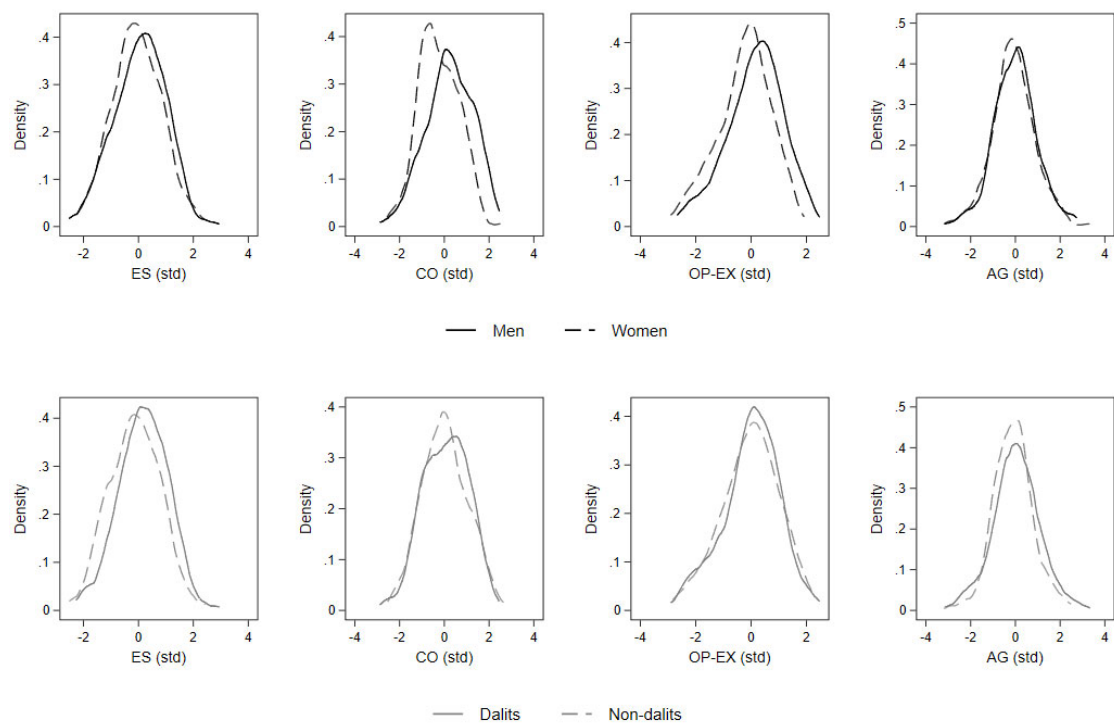 .4
.3
.2
.1
0
Density
-2 0 2 4
ES (std)
.4
.3
.2
.1
0
Density
-4 -2 0 2 4
CO (std)
.4
.3
.2
.1
0
Density
-4 -2 0 2 4
OP-EX (std)
.5
.4
.3
.2
.1
0
Density
-4 -2 0 2 4
AG (std)
Men Women
.4
.3
.2
.1
0
Density
-2 0 2 4
ES (std)
.4
.3
.2
.1
0
Density
-4 -2 0 2 4
CO (std)
.4
.3
.2
.1
0
Density
-4 -2 0 2 4
OP-EX (std)
.5
.4
.3
.2
.1
0
Density
-4 -2 0 2 4
AG (std)
Dalits Non-dalits